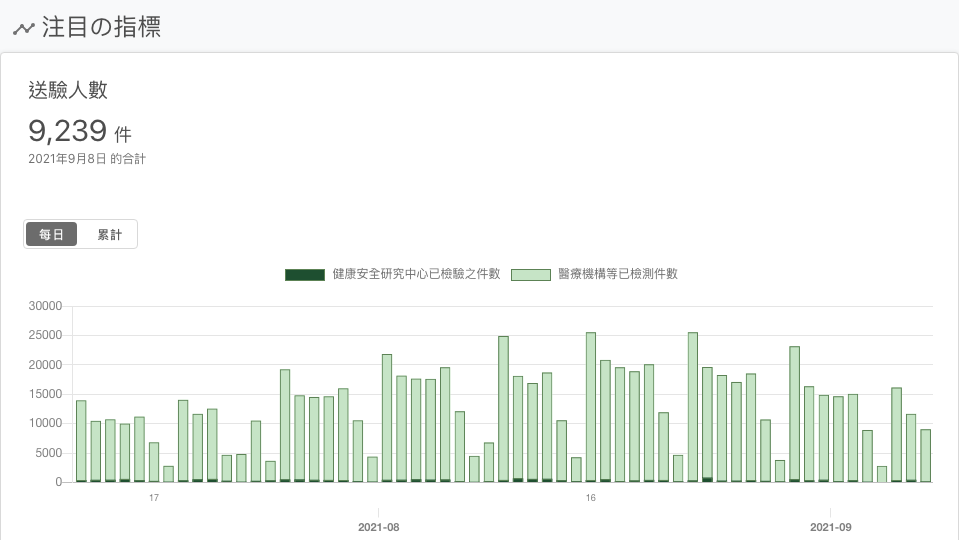 注目の指標
送驗人數
9,239 件
2021年9月8日 的合計
每日 累計
健康安全研究中心已檢驗之件數 醫療機構等已檢測件數
30000
25000
20000
15000
10000
5000
0
17 16
2021-08 2021-09